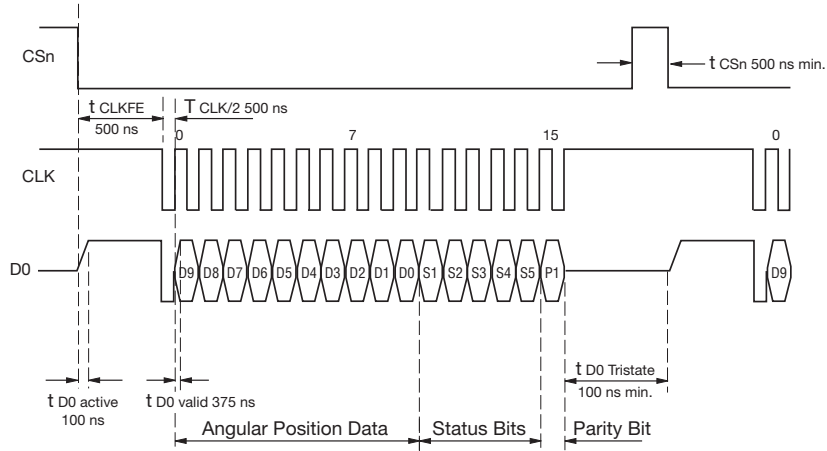 CSn
t CSn 500 ns min.
t CLKFE
500 ns
T CLK/2 500 ns
0
7
15
0
CLK
D0
D9
D8
D7
D6
D5
D4
D3
D2
D1
D0
S1
S2
S3
S4
S5
P1
D9
t D0 active
100 ns
t D0 valid 375 ns
t D0 Tristate
100 ns min.
Angular Position Data
Status Bits
Parity Bit